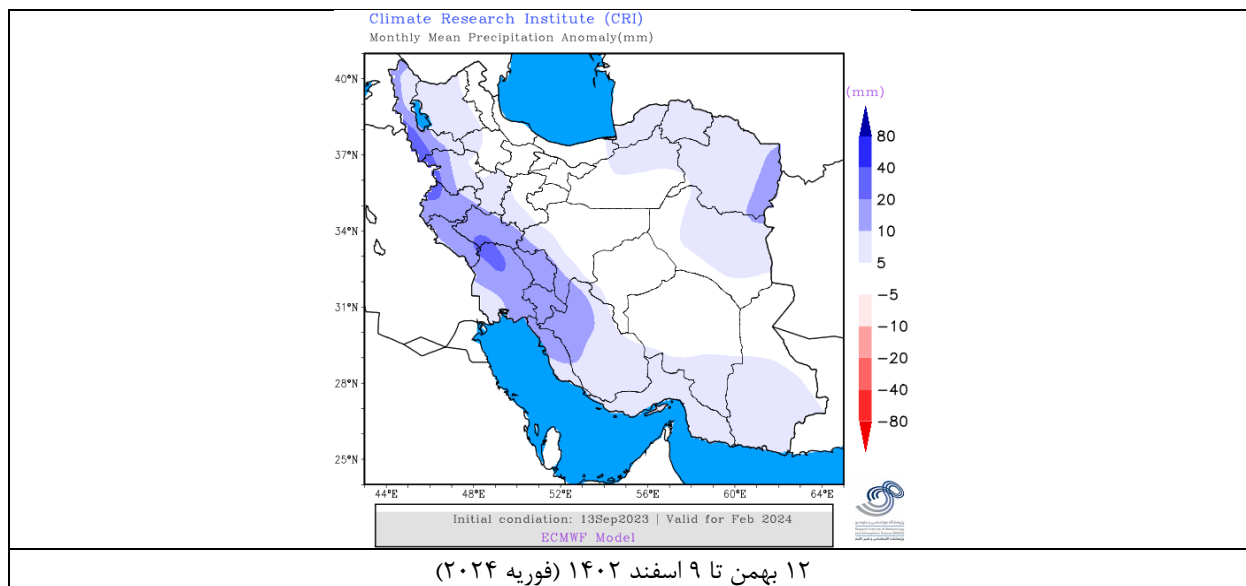 Climate Research Institute (CRI)
Monthly Mean Precipitation Anomaly(mm)
(mm)
40°N
37°N
34°N
31°N
28°N
25°N
80
40
20
10
5
−5
−10
−20
−40
−80
44°E 48°E 52°E 56°E 60°E 64°E
Initial condiation: 13Sep2023 | Valid for Feb 2024
ECMWF Model
۱۲ بهمن تا ۹ اسفند ۱۴۰۲ (فوریه ۲۰۲۴)